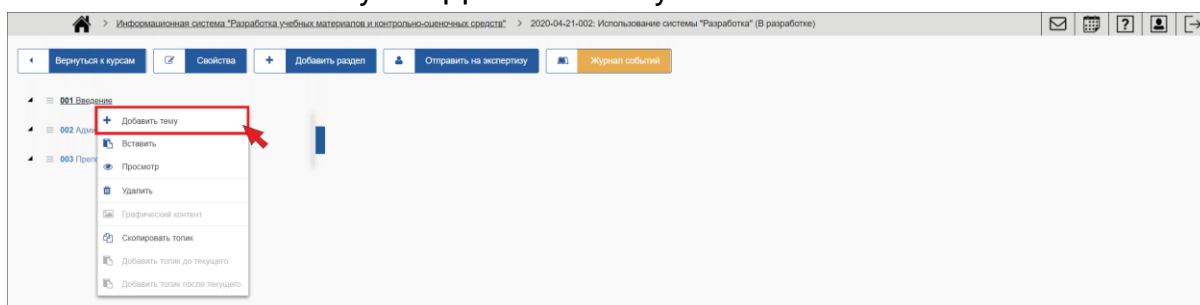 > Информационная система "Разработка учебных материалов и контрольно-оценочных средств" > 2020-04-21-002: Использование системы "Разработка" (В разработке)
Вернуться к курсам Свойства Добавить раздел Отправить на экспертизу Журнал событий
001 Введение
Добавить тему
002
Вставить
003
Просмотр
Удалить
Графический контент
Скопировать топик
Добавить топик до текущего
Добавить топик после текущего